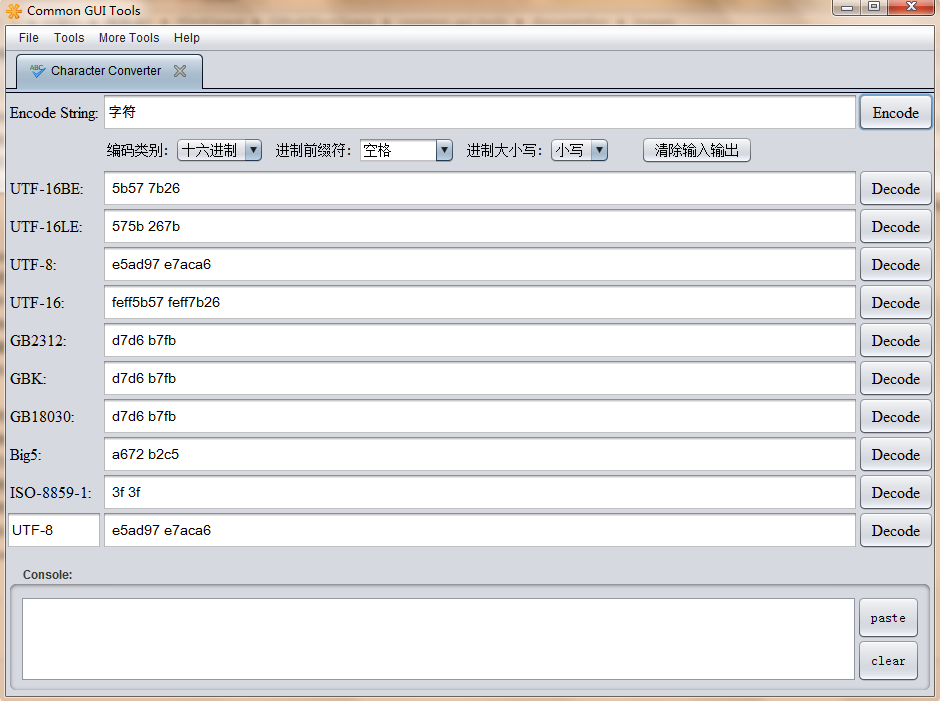 Common GUI Tools
File Tools More Tools Help
ABC Character Converter
Encode String: 字符 Encode
编码类别: 十六进制 进制前缀符: 空格 进制大小写: 小写 清除输入输出
UTF-16BE: 5b57 7b26 Decode
UTF-16LE: 575b 267b Decode
UTF-8: e5ad97 e7aca6 Decode
UTF-16: feff5b57 feff7b26 Decode
GB2312: d7d6 b7fb Decode
GBK: d7d6 b7fb Decode
GB18030: d7d6 b7fb Decode
Big5: a672 b2c5 Decode
ISO-8859-1: 3f 3f Decode
UTF-8 e5ad97 e7aca6 Decode
Console:
paste
clear